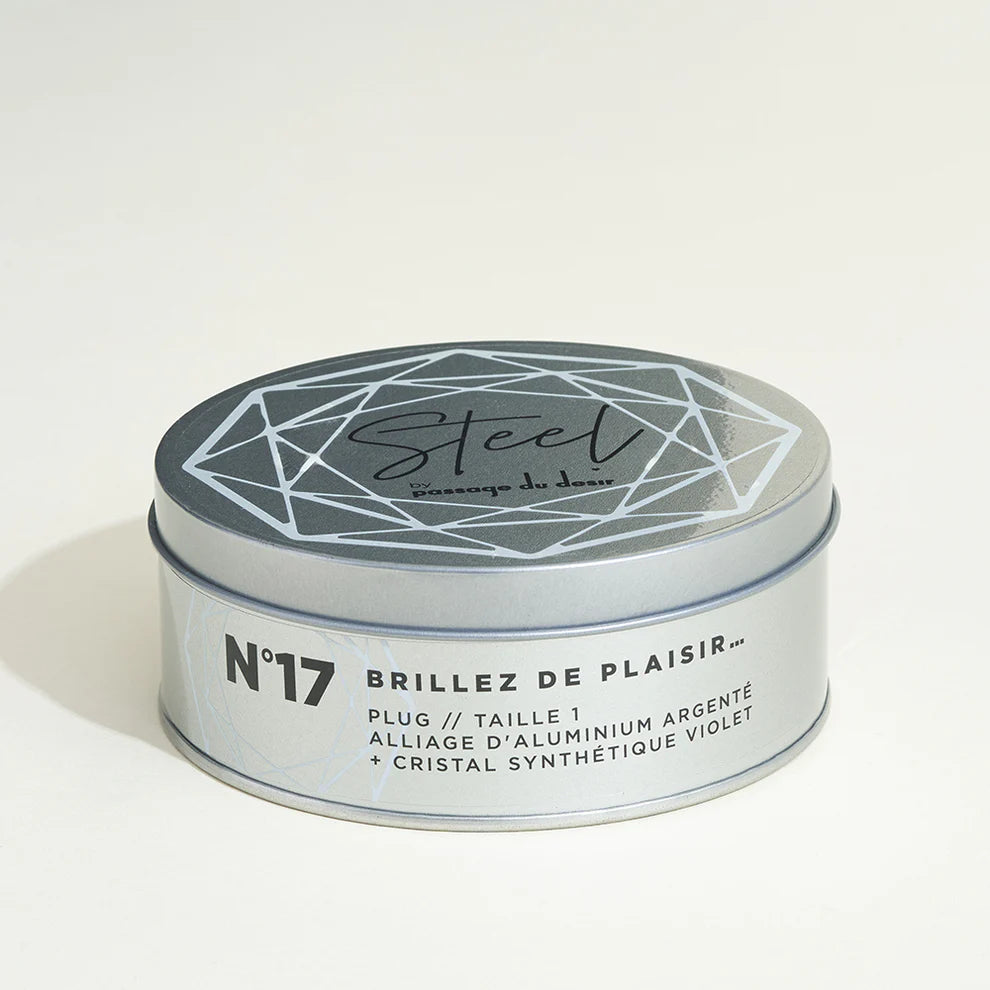 Steel
by
passage du desir
N°17
BRILLEZ DE PLAISIR...
PLUG // TAILLE 1
ALLIAGE D'ALUMINIUM ARGENTÉ
+ CRISTAL SYNTHÉTIQUE VIOLET